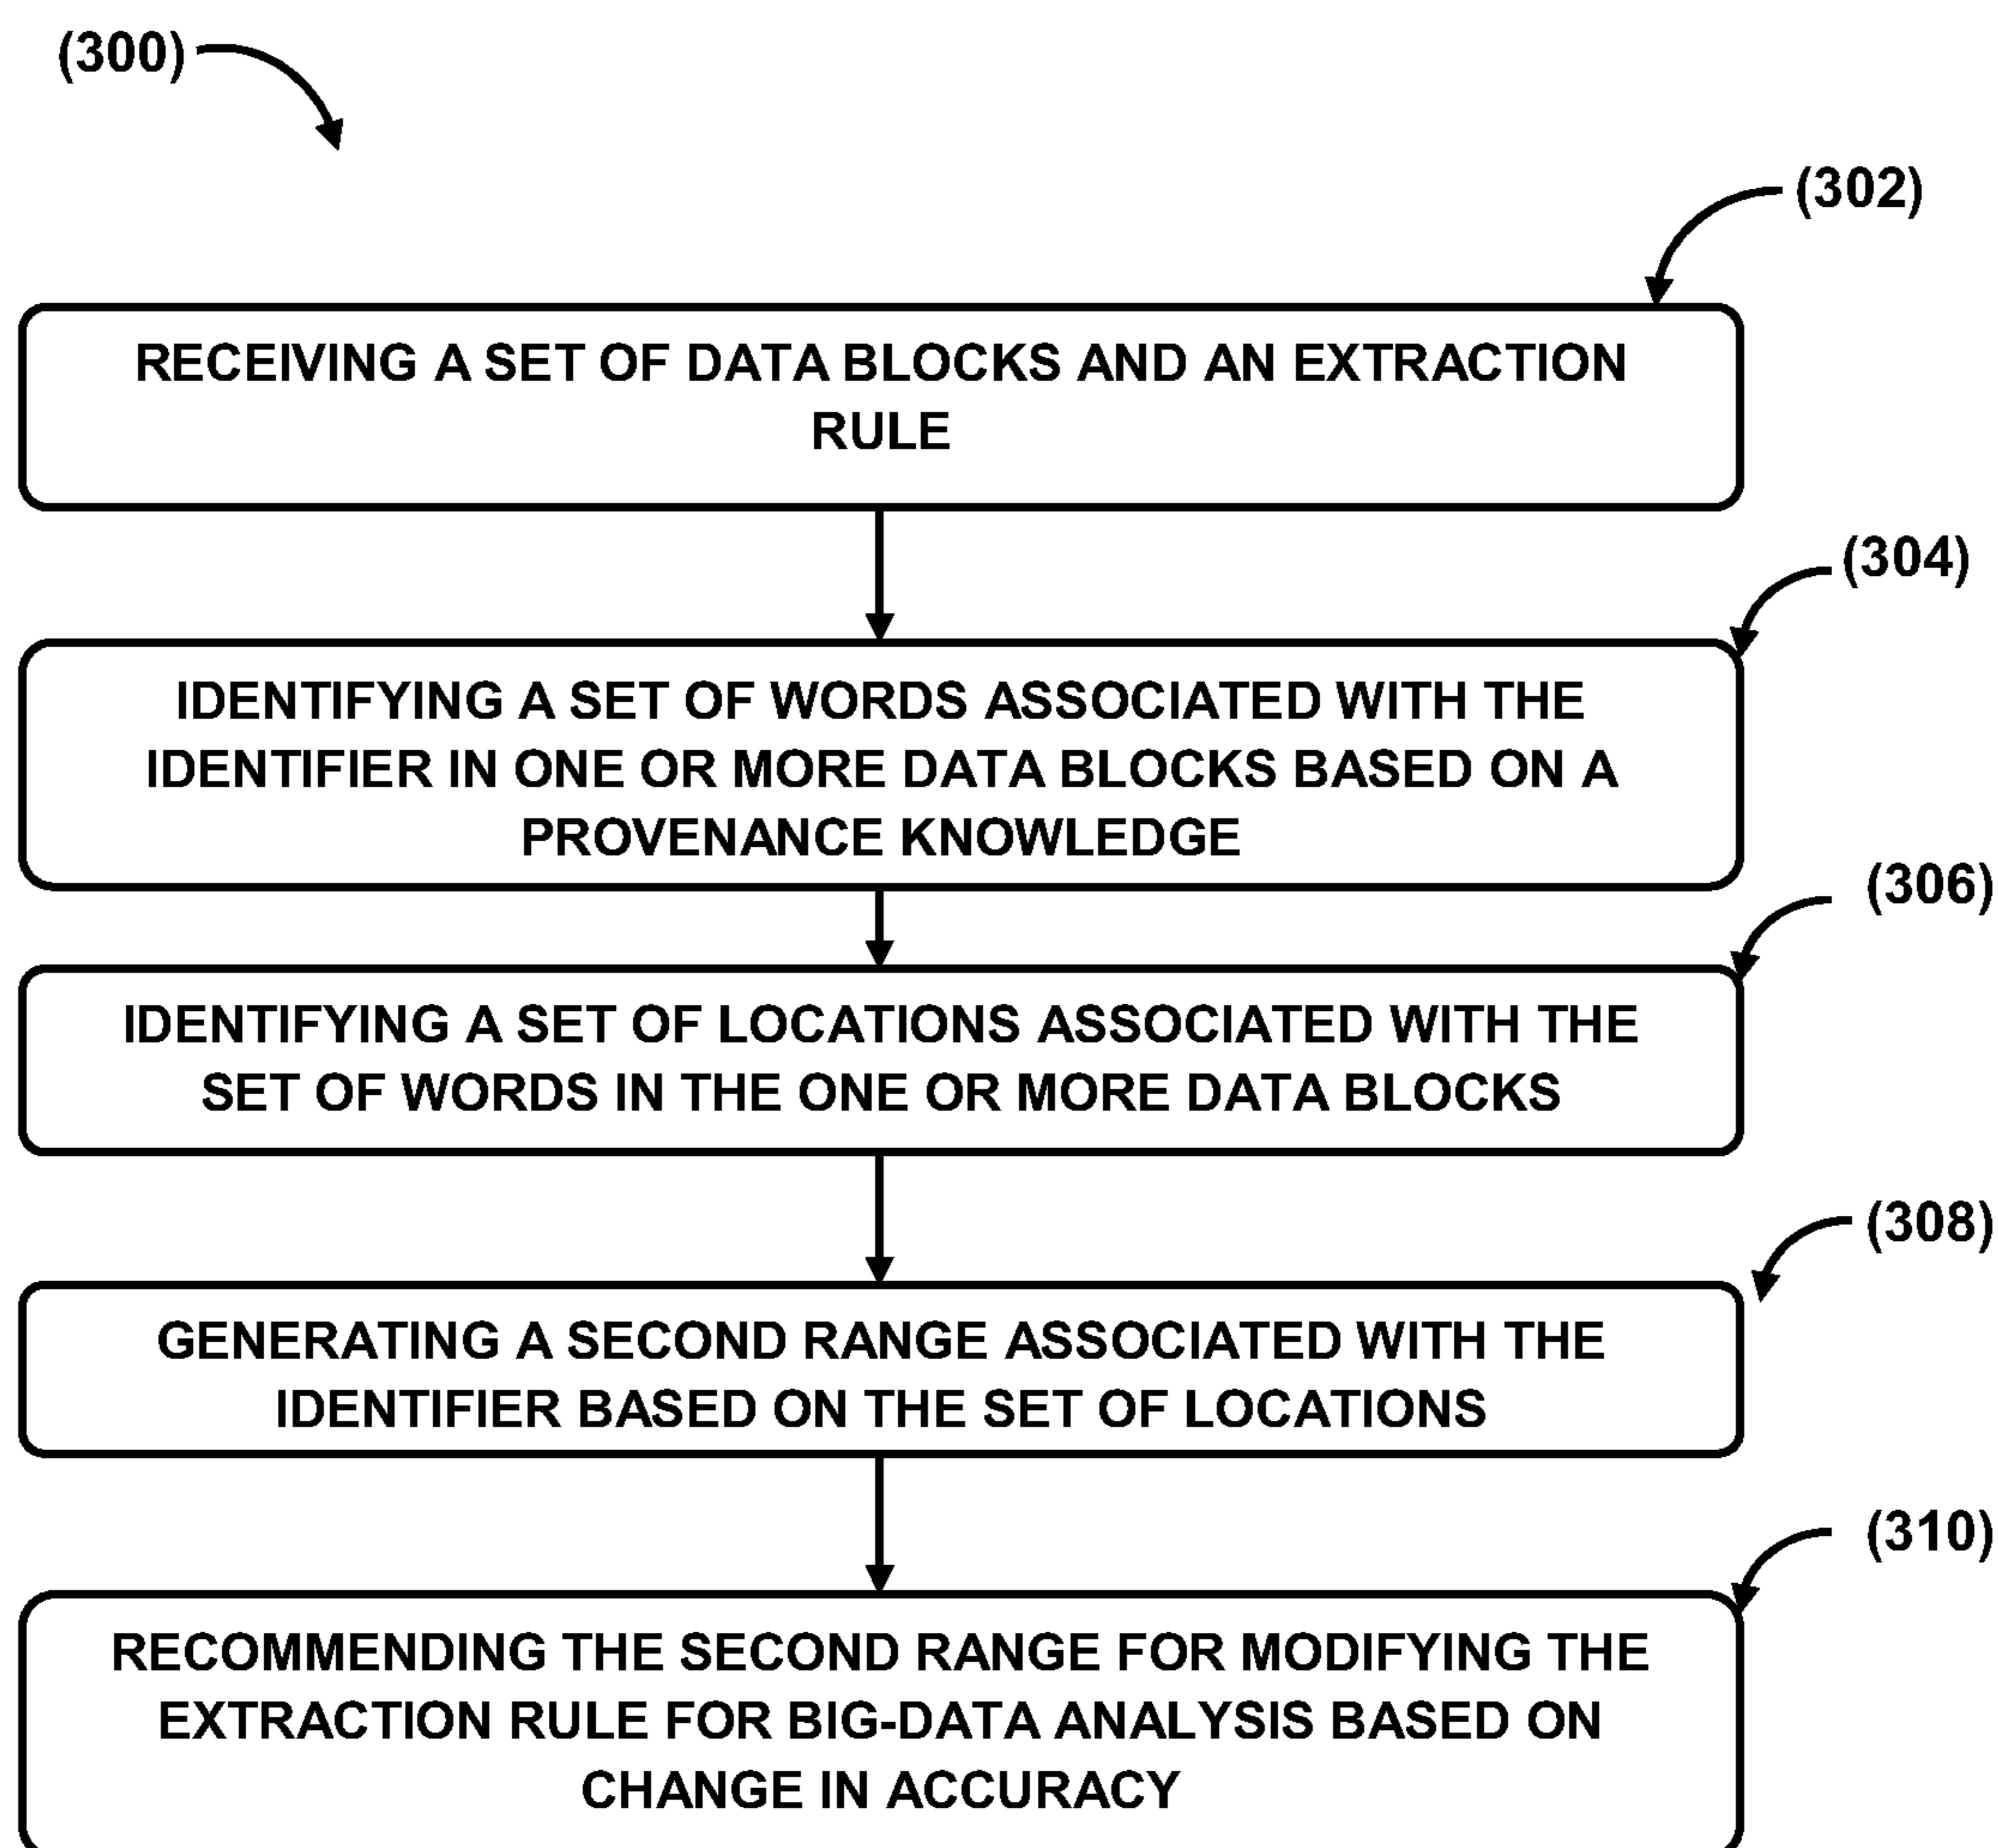 (300)
(302)
RECEIVING A SET OF DATA BLOCKS AND AN EXTRACTION
RULE
(304)
IDENTIFYING A SET OF WORDS ASSOCIATED WITH THE
IDENTIFIER IN ONE OR MORE DATA BLOCKS BASED ON A
PROVENANCE KNOWLEDGE
(306)
IDENTIFYING A SET OF LOCATIONS ASSOCIATED WITH THE
SET OF WORDS IN THE ONE OR MORE DATA BLOCKS
(308)
GENERATING A SECOND RANGE ASSOCIATED WITH THE
IDENTIFIER BASED ON THE SET OF LOCATIONS
(310)
RECOMMENDING THE SECOND RANGE FOR MODIFYING THE
EXTRACTION RULE FOR BIG-DATA ANALYSIS BASED ON
CHANGE IN ACCURACY